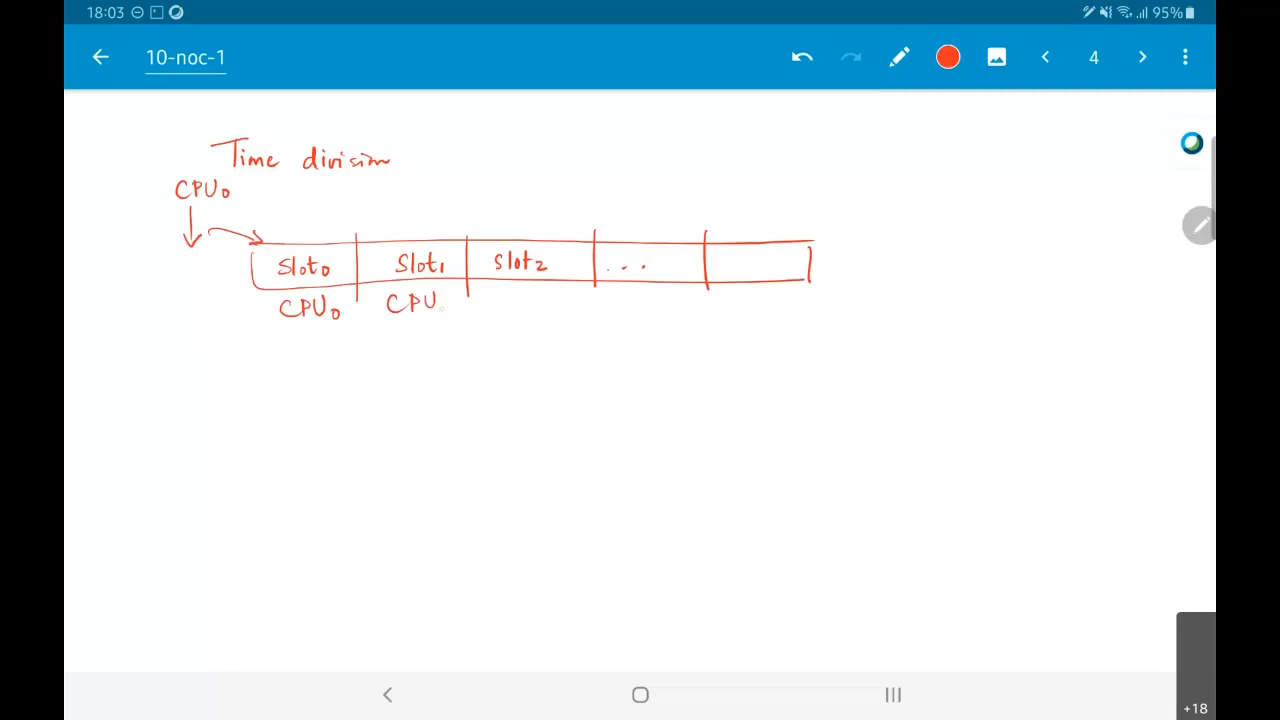 18:03 95%
10-noc-1 4
Time division
CPU₀
Slot₀ Slot₁ Slot₂ ...
CPU₀ CPU
+18